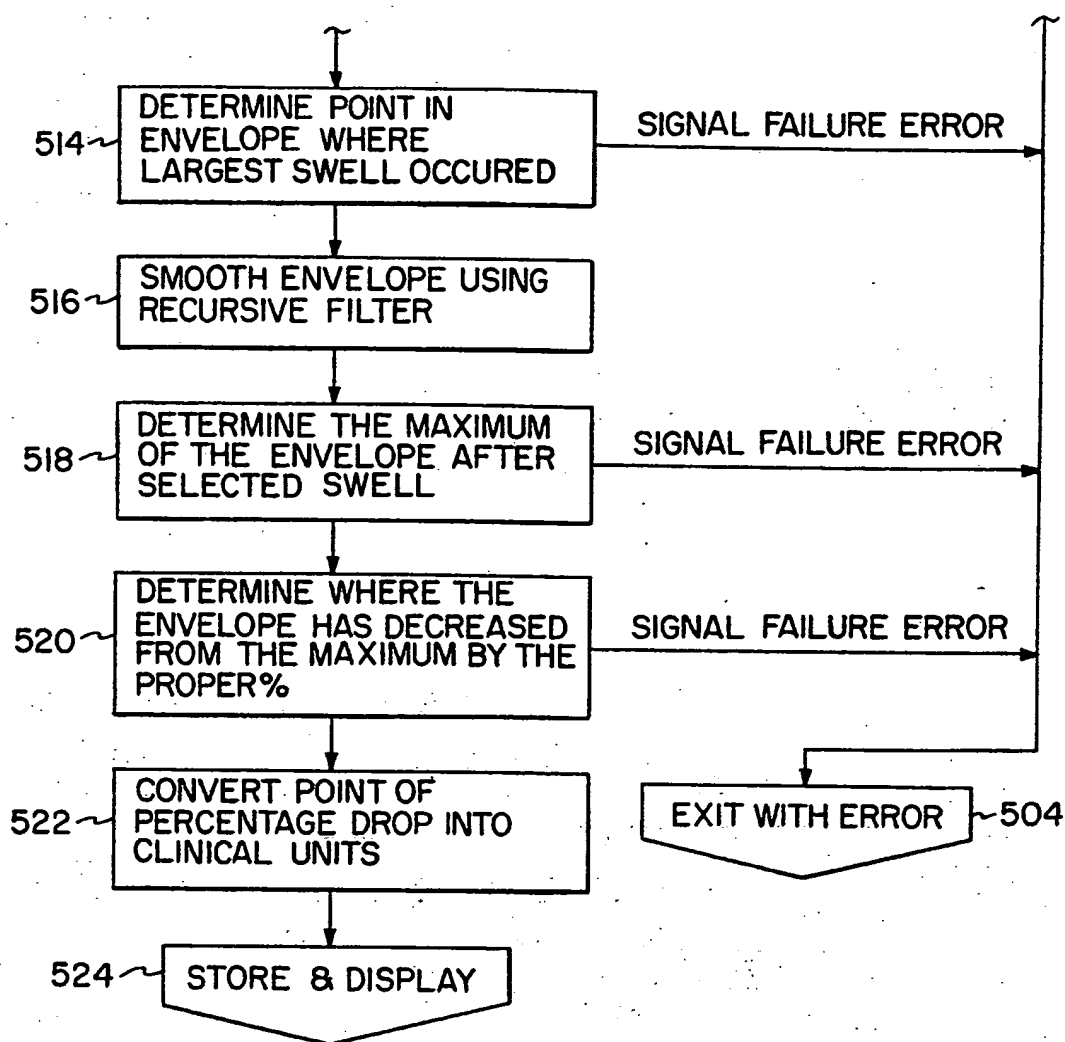 514
DETERMINE POINT IN
ENVELOPE WHERE
LARGEST SWELL OCCURED
SIGNAL FAILURE ERROR
516
SMOOTH ENVELOPE USING
RECURSIVE FILTER
518
DETERMINE THE MAXIMUM
OF THE ENVELOPE AFTER
SELECTED SWELL
SIGNAL FAILURE ERROR
520
DETERMINE WHERE THE
ENVELOPE HAS DECREASED
FROM THE MAXIMUM BY THE
PROPER%
SIGNAL FAILURE ERROR
522
CONVERT POINT OF
PERCENTAGE DROP INTO
CLINICAL UNITS
EXIT WITH ERROR
504
524
STORE & DISPLAY